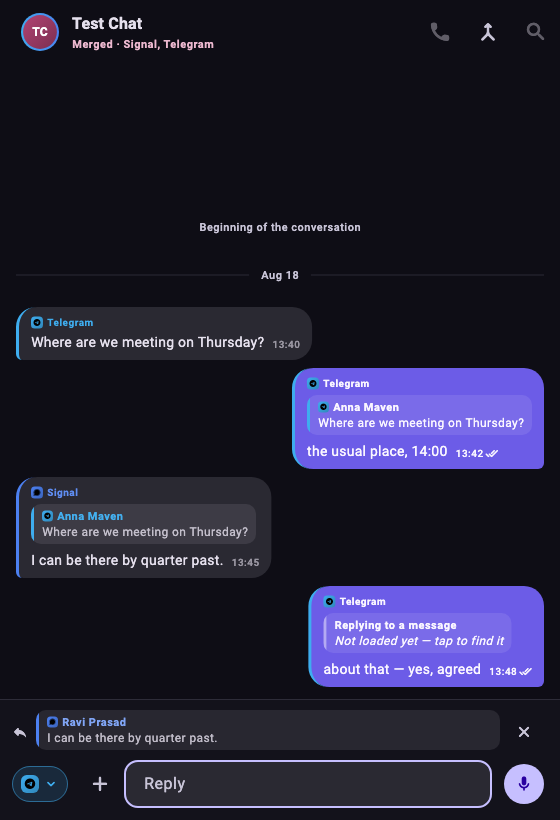 TC
Test Chat
Merged · Signal, Telegram
Beginning of the conversation
Aug 18
Telegram
Where are we meeting on Thursday? 13:40
Telegram
Anna Maven
Where are we meeting on Thursday?
the usual place, 14:00 13:42
Signal
Anna Maven
Where are we meeting on Thursday?
I can be there by quarter past. 13:45
Telegram
Replying to a message
Not loaded yet — tap to find it
about that — yes, agreed 13:48
Ravi Prasad
I can be there by quarter past.
Reply